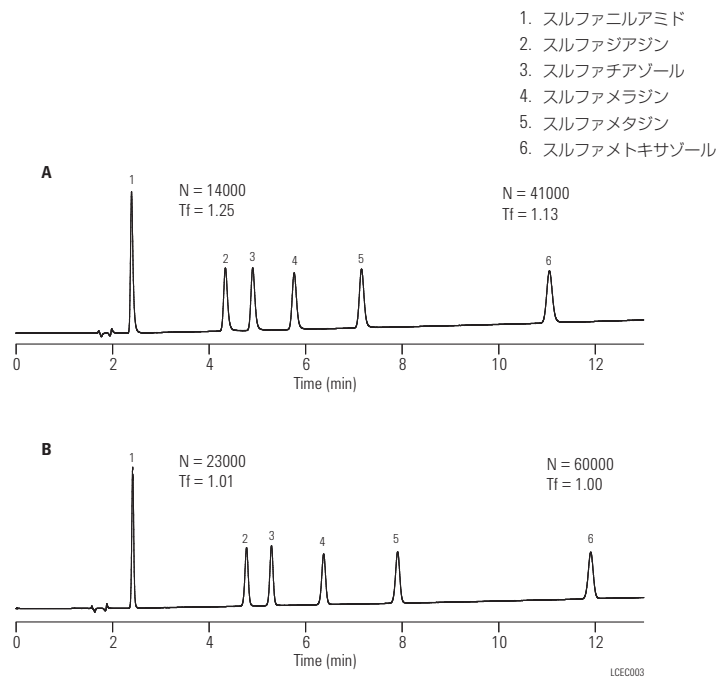 1. スルファニルアミド
2. スルファジアジン
3. スルファチアゾール
4. スルファメラジン
5. スルファメタジン
6. スルファメトキサゾール
A
1
N = 14000
Tf = 1.25
N = 41000
Tf = 1.13
2 3 4 5 6
0 2 4 6 8 10 12
Time (min)
B
1
N = 23000
Tf = 1.01
N = 60000
Tf = 1.00
2 3 4 5 6
0 2 4 6 8 10 12
Time (min)
LCEC003